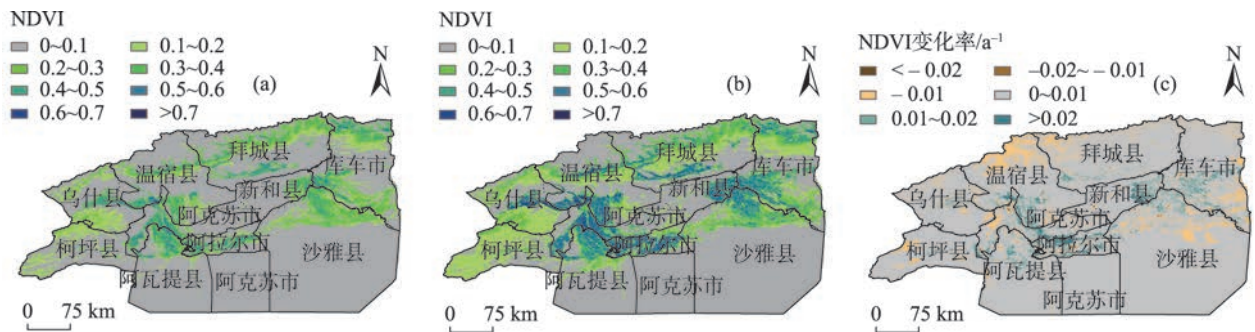 NDVI
0~0.1
0.1~0.2
0.2~0.3
0.3~0.4
0.4~0.5
0.5~0.6
0.6~0.7
>0.7
(a)
N
拜城县
库车市
温宿县
新和县
乌什县
阿克苏市
柯坪县
阿拉尔市
沙雅县
阿瓦提县
阿克苏市
0 75 km
NDVI
0~0.1
0.1~0.2
0.2~0.3
0.3~0.4
0.4~0.5
0.5~0.6
0.6~0.7
>0.7
(b)
N
拜城县
库车市
温宿县
新和县
乌什县
阿克苏市
柯坪县
阿拉尔市
沙雅县
阿瓦提县
阿克苏市
0 75 km
NDVI变化率/a⁻¹
< – 0.02
–0.02~ – 0.01
– 0.01
0~0.01
0.01~0.02
>0.02
(c)
N
拜城县
库车市
温宿县
新和县
乌什县
阿克苏市
柯坪县
阿拉尔市
沙雅县
阿瓦提县
阿克苏市
0 75 km